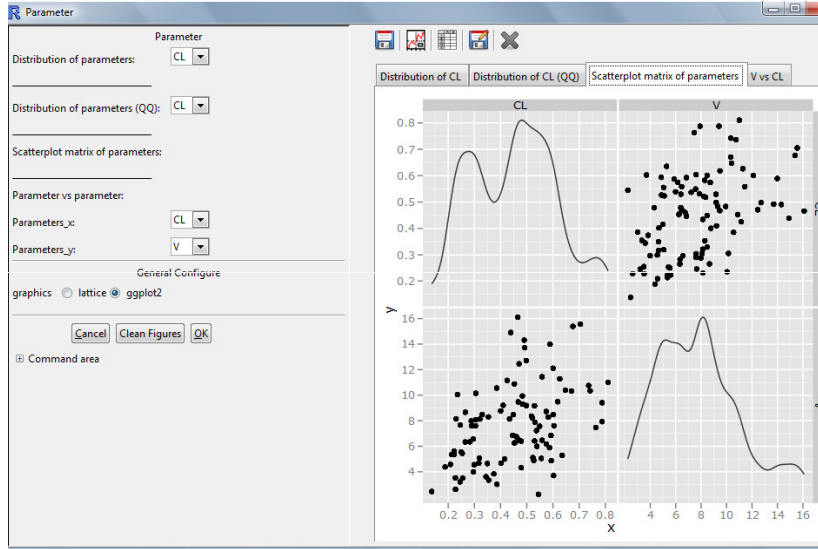 Parameter
Parameter
Distribution of parameters: CL
Distribution of parameters (QQ): CL
Scatterplot matrix of parameters:
Parameter vs parameter:
Parameters_x: CL
Parameters_y: V
General Configure
graphics lattice ggplot2
Cancel Clean Figures OK
Command area
Distribution of CL Distribution of CL (QQ) Scatterplot matrix of parameters V vs CL
CL V
0.8
0.7
0.6
0.5
0.4
0.3
0.2
y
16
14
12
10
8
6
4
0.2 0.3 0.4 0.5 0.6 0.7 0.8 4 6 8 10 12 14 16
x